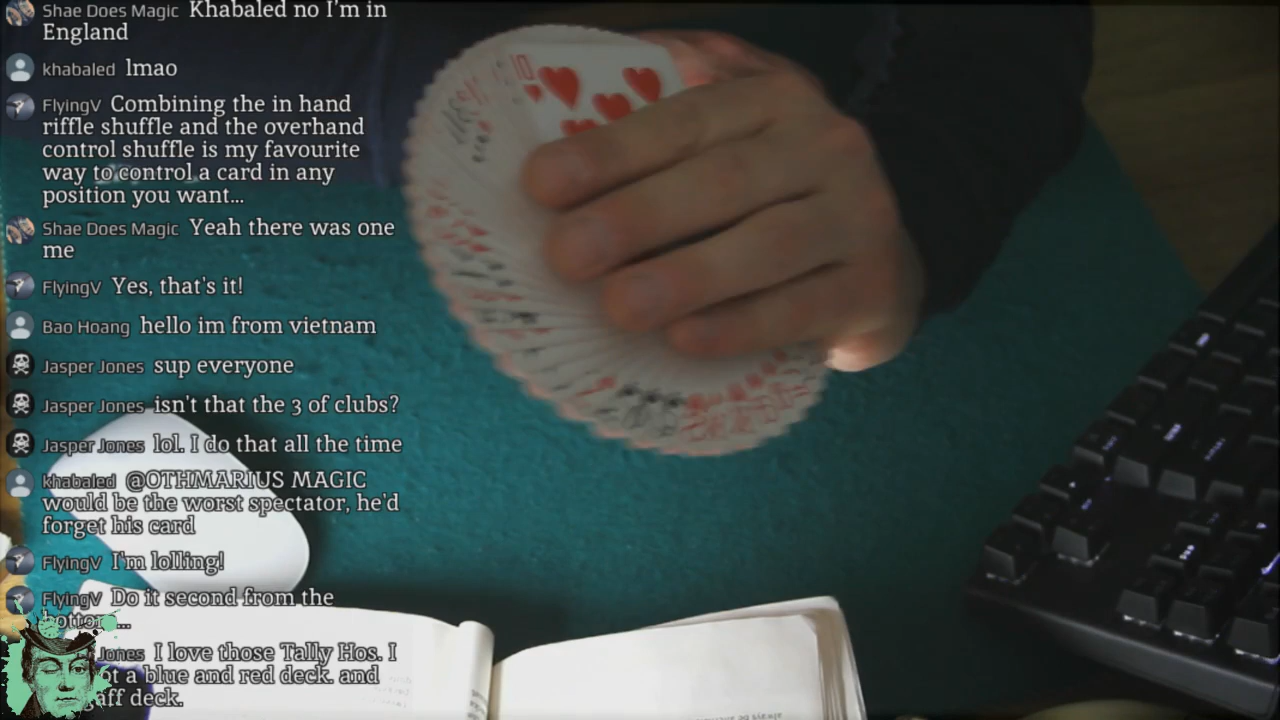 Shae Does Magic Khabaled no I'm in
England
khabaled lmao
FlyingV Combining the in hand
riffle shuffle and the overhand
control shuffle is my favourite
way to control a card in any
position you want...
Shae Does Magic Yeah there was one
me
FlyingV Yes, that's it!
Bao Hoang hello im from vietnam
Jasper Jones sup everyone
Jasper Jones isn't that the 3 of clubs?
Jasper Jones lol. I do that all the time
khabaled @OTHMARIUS MAGIC
would be the worst spectator, he'd
forget his card
FlyingV I'm lolling!
FlyingV Do it second from the
bottom...
Jones I love those Tally Hos. I
a blue and red deck. and
deck.
10